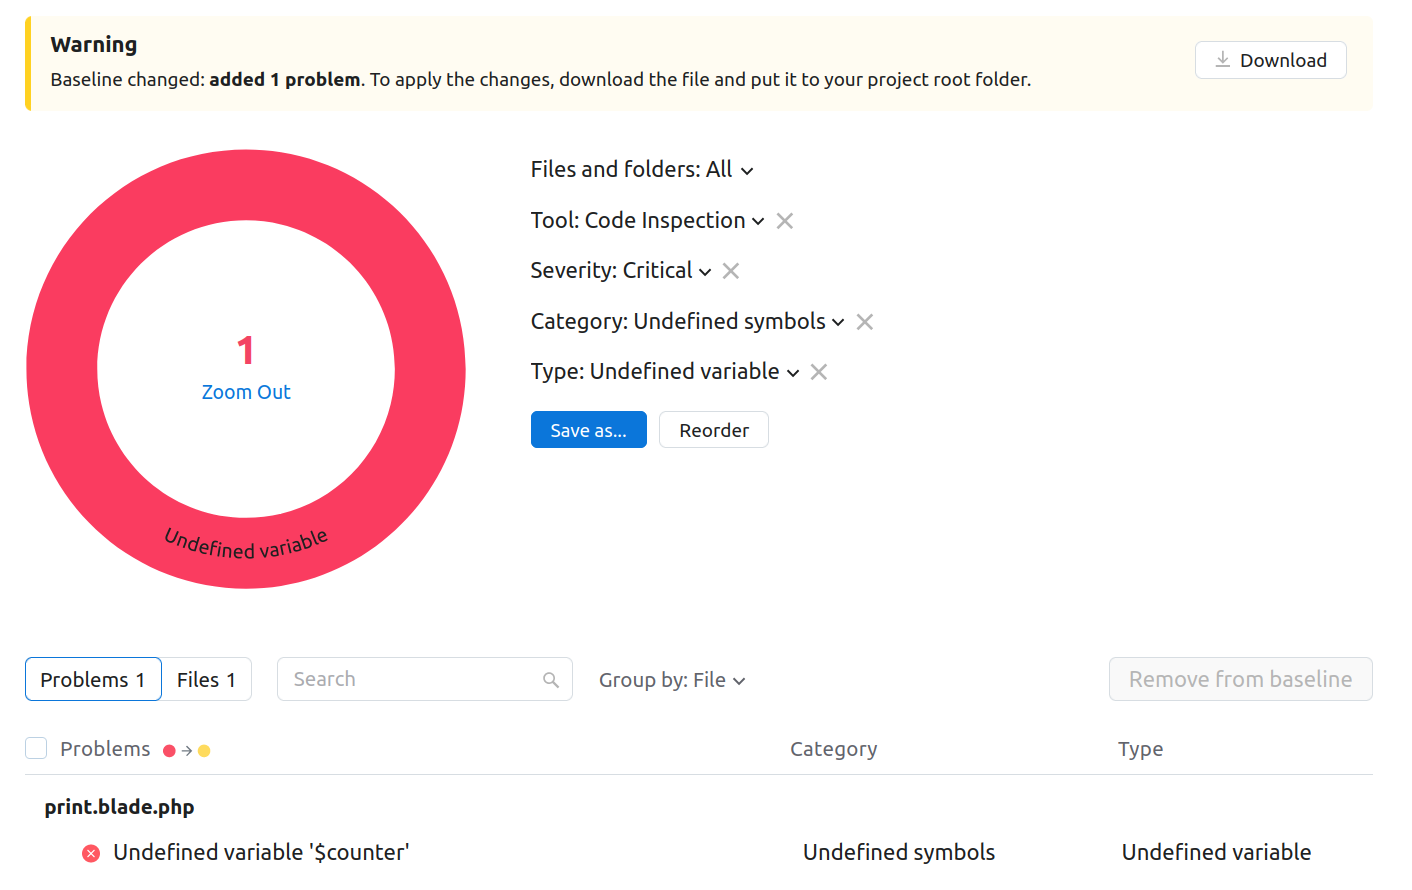 Warning
Baseline changed: added 1 problem. To apply the changes, download the file and put it to your project root folder.
Download
Files and folders: All
Tool: Code Inspection
Severity: Critical
Category: Undefined symbols
Type: Undefined variable
Save as...
Reorder
1
Zoom Out
Undefined variable
Problems 1
Files 1
Search
Group by: File
Remove from baseline
Problems
Category
Type
print.blade.php
Undefined variable '$counter'
Undefined symbols
Undefined variable